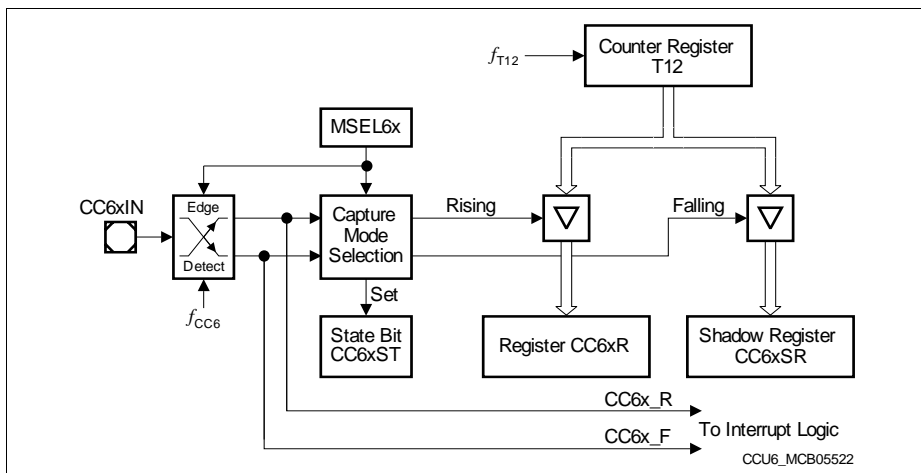 Counter Register
T12
fT12
MSEL6x
CC6xIN
Edge
Detect
Capture
Mode
Selection
Rising
Falling
fCC6
Set
State Bit
CC6xST
Register CC6xR
Shadow Register
CC6xSR
CC6x_R
CC6x_F
To Interrupt Logic
CCU6_MCB05522